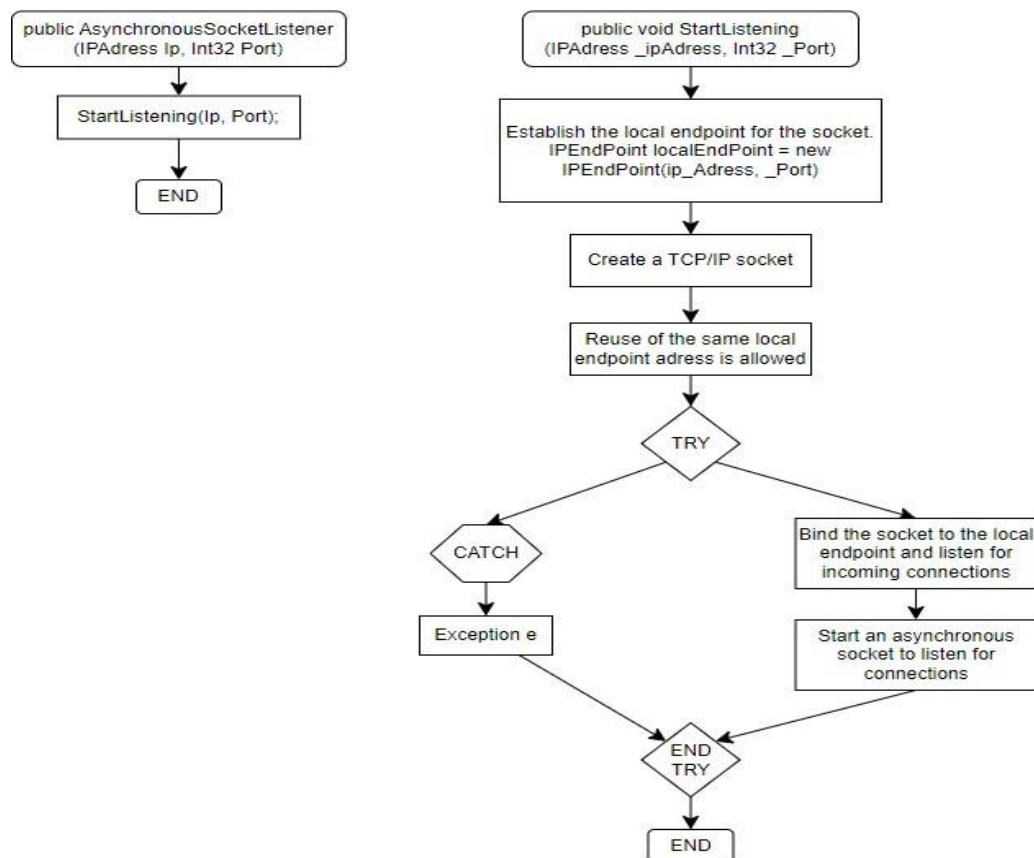 public AsynchronousSocketListener
(IPAdress Ip, Int32 Port)
StartListening(Ip, Port);
END
public void StartListening
(IPAdress _ipAdress, Int32 _Port)
Establish the local endpoint for the socket.
IPEndPoint localEndPoint = new
IPEndPoint(ip_Adress, _Port)
Create a TCP/IP socket
Reuse of the same local
endpoint adress is allowed
TRY
CATCH
Exception e
Bind the socket to the local
endpoint and listen for
incoming connections
Start an asynchronous
socket to listen for
connections
END
TRY
END